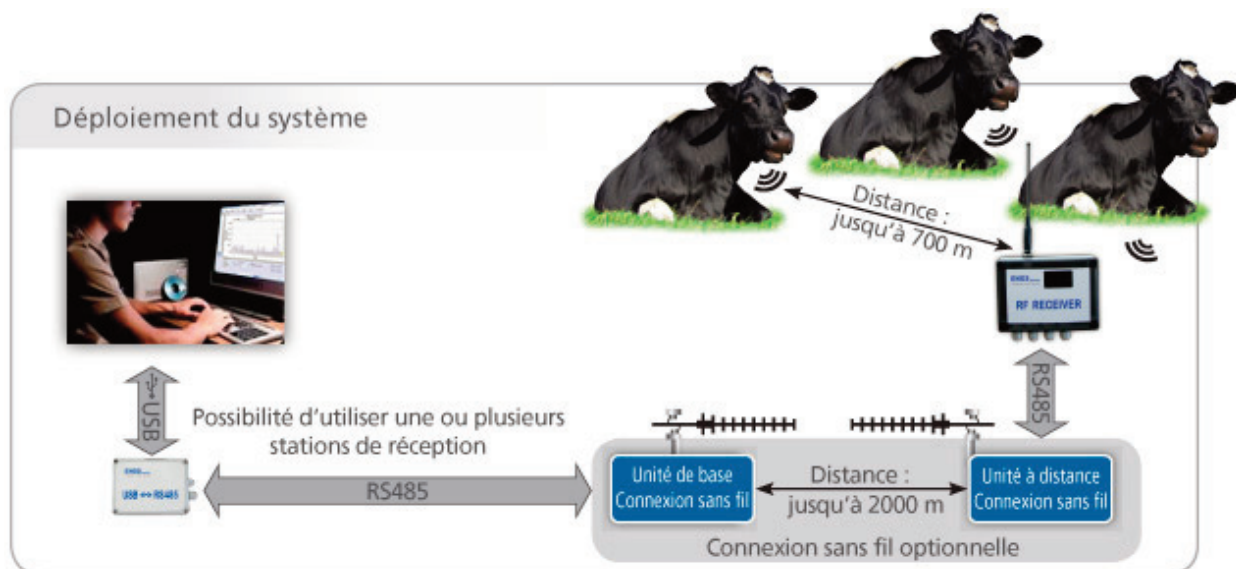 Déploiement du système
Distance :
jusqu'à 700 m
RF RECEIVER
USB
RS485
Possibilité d'utiliser une ou plusieurs
stations de réception
USB ↔ RS485
RS485
Unité de base
Connexion sans fil
Distance :
jusqu'à 2000 m
Unité à distance
Connexion sans fil
Connexion sans fil optionnelle